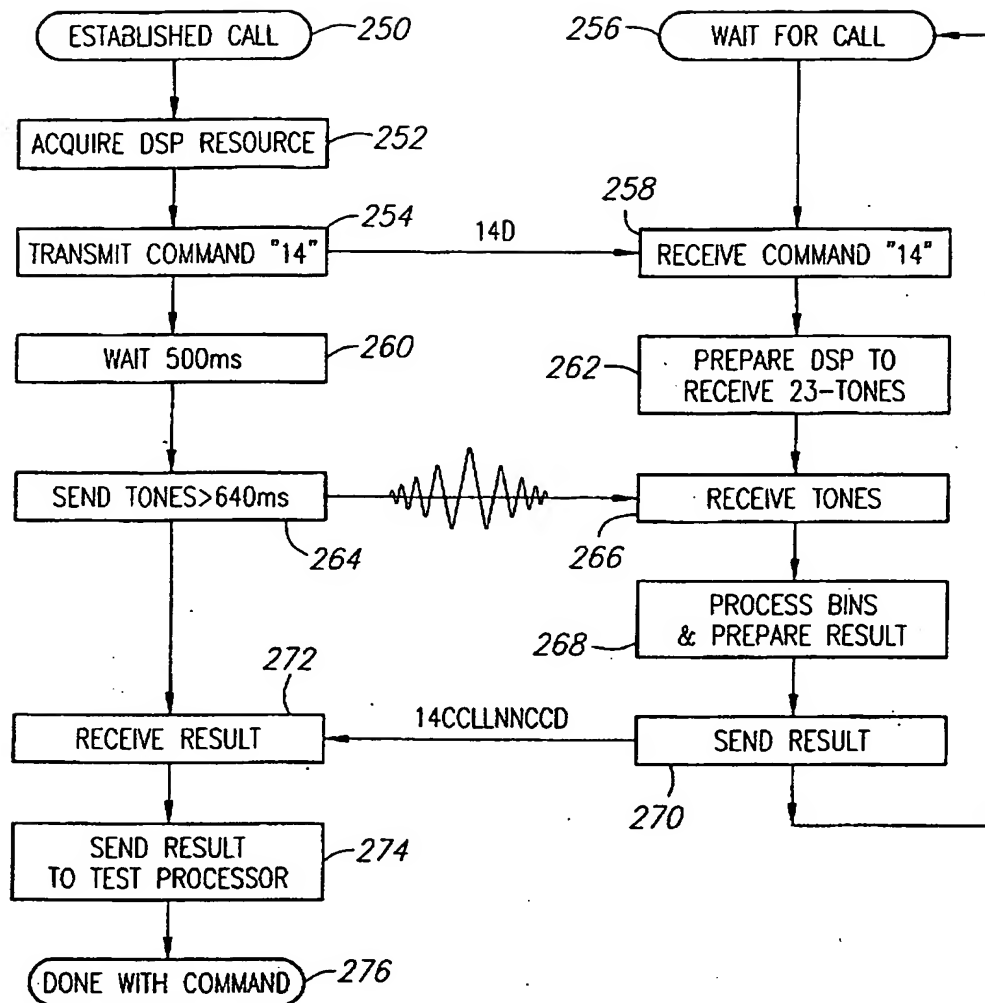 ESTABLISHED CALL
250
256
WAIT FOR CALL
ACQUIRE DSP RESOURCE
252
254
258
TRANSMIT COMMAND "14"
14D
RECEIVE COMMAND "14"
WAIT 500ms
260
262
PREPARE DSP TO
RECEIVE 23-TONES
SEND TONES>640ms
264
RECEIVE TONES
266
PROCESS BINS
& PREPARE RESULT
268
272
RECEIVE RESULT
14CCLLNNCCD
SEND RESULT
270
SEND RESULT
TO TEST PROCESSOR
274
DONE WITH COMMAND
276